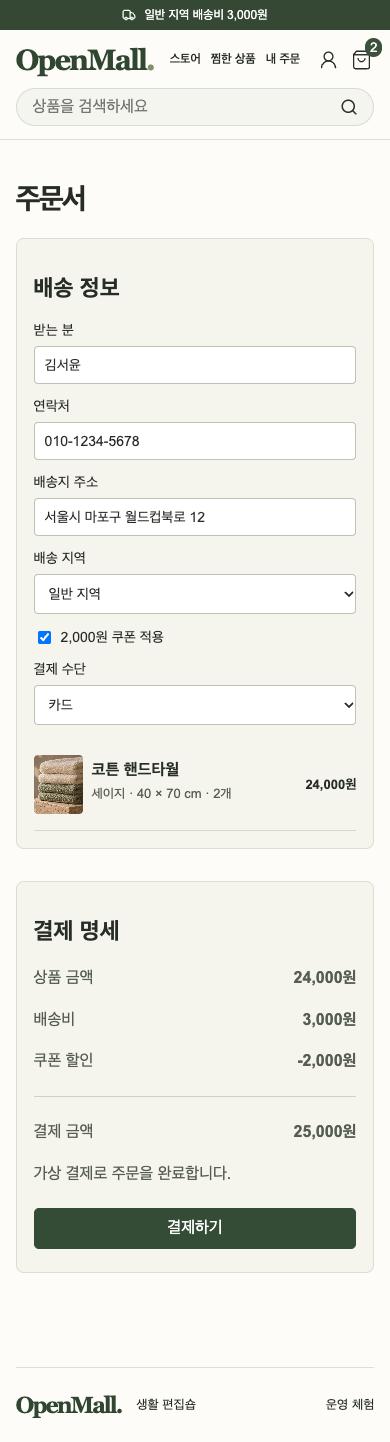 일반 지역 배송비 3,000원
OpenMall.
스토어 찜한 상품 내 주문
2
상품을 검색하세요
주문서
배송 정보
받는 분
김서윤
연락처
010-1234-5678
배송지 주소
서울시 마포구 월드컵북로 12
배송 지역
일반 지역
2,000원 쿠폰 적용
결제 수단
카드
코튼 핸드타월
세이지 · 40 × 70 cm · 2개
24,000원
결제 명세
상품 금액 24,000원
배송비 3,000원
쿠폰 할인 -2,000원
결제 금액 25,000원
가상 결제로 주문을 완료합니다.
결제하기
OpenMall. 생활 편집숍 운영 체험